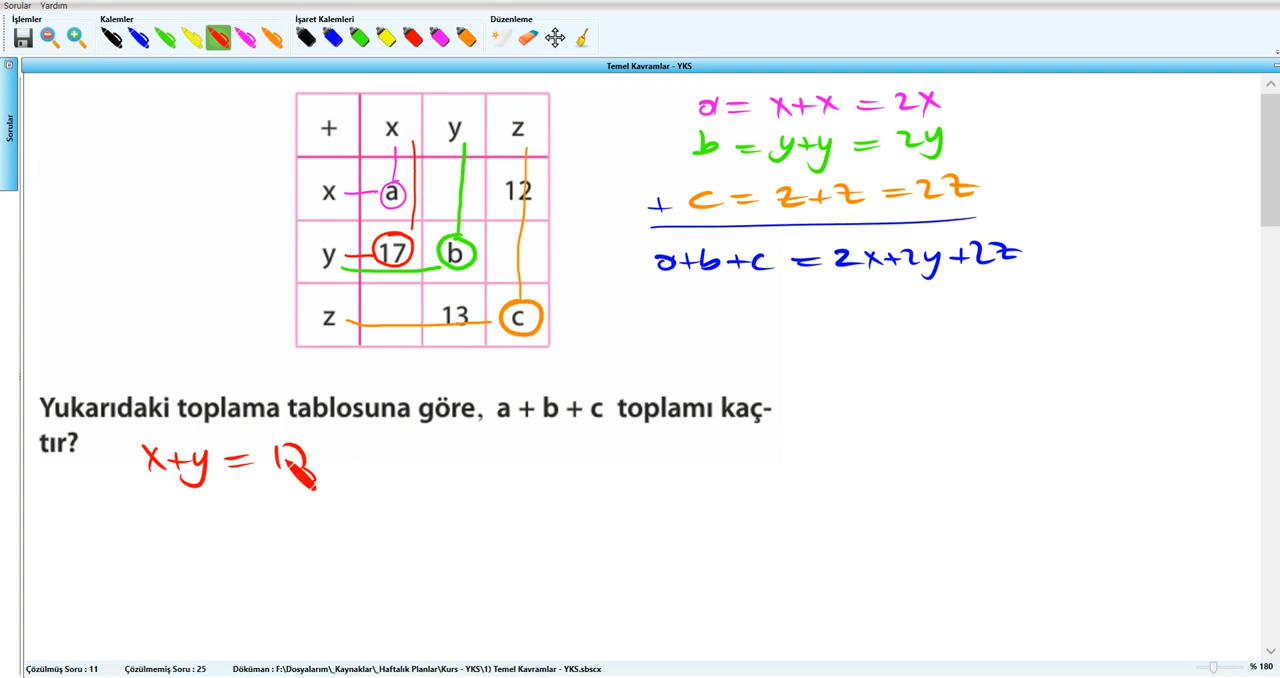 Sorular Yardım
İşlemler Kalemler İşaret Kalemleri Düzenleme
Temel Kavramlar - YKS
Sorular
+ x y z
x a 12
y 17 b
z 13 c
a = x+x = 2x
b = y+y = 2y
+ c = z+z = 2z
a+b+c = 2x+2y+2z
Yukarıdaki toplama tablosuna göre, a + b + c toplamı kaç-
tır?
x+y =
Çözülmüş Soru : 11 Çözülmemiş Soru : 25 Döküman : F:\Dosyalarım\_Kaynaklar\_Haftalık Planlar\Kurs - YKS\1) Temel Kavramlar - YKS.sbscx % 180